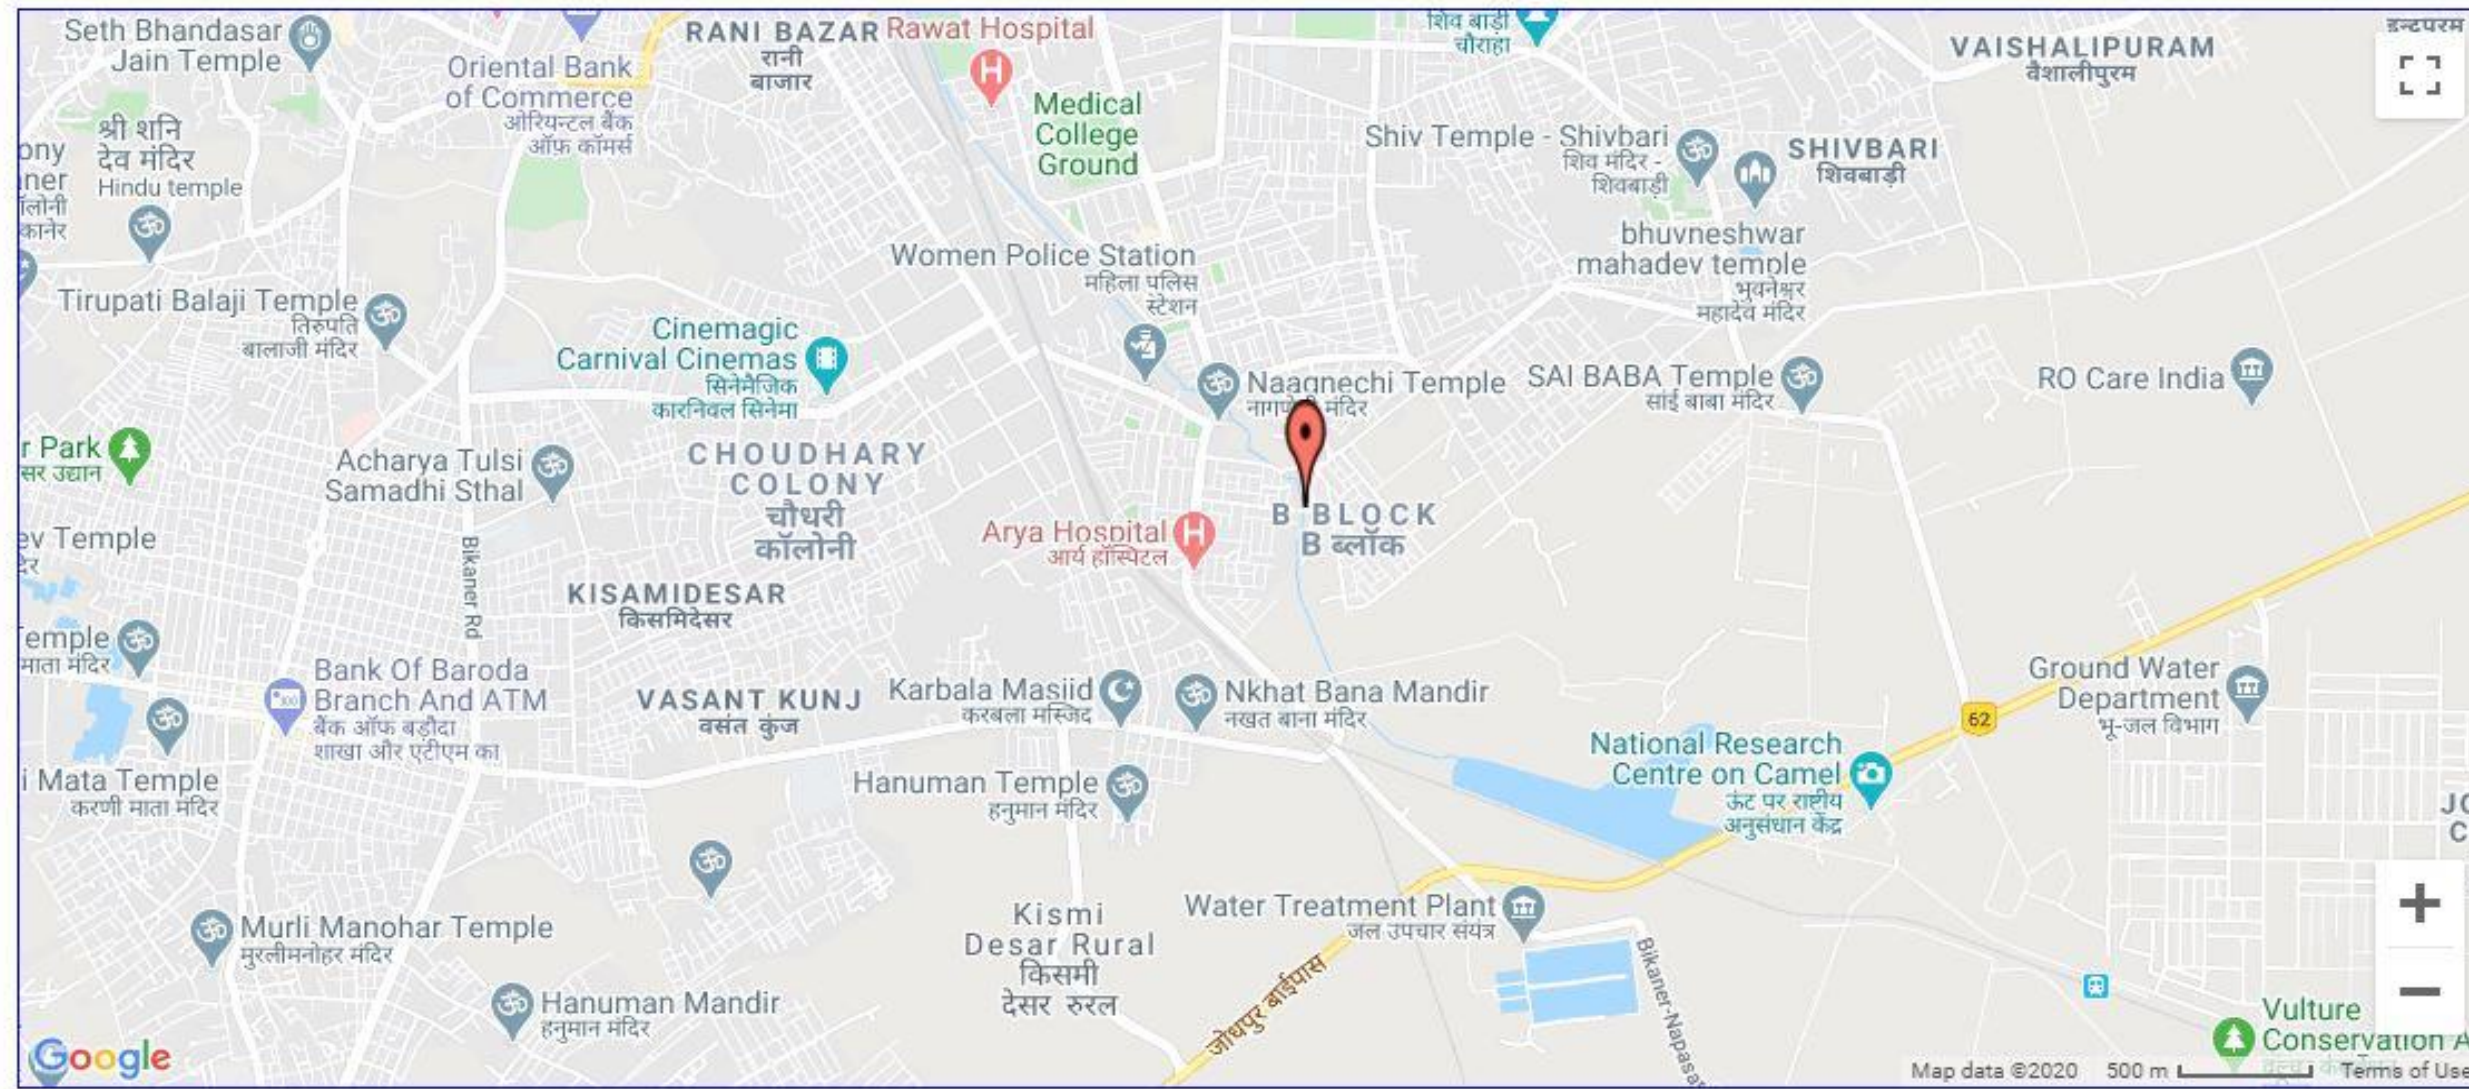 Seth Bhandasar
Jain Temple
Oriental Bank
of Commerce
ओरियन्टल बैंक
ऑफ़ कॉमर्स
RANI BAZAR
रानी
बाजार
Rawat Hospital
शिव बाड़ी
चौराहा
VAISHALIPURAM
वैशालीपुरम
Medical
College
Ground
श्री शनि
देव मंदिर
Hindu temple
Shiv Temple - Shivbari
शिव मंदिर -
शिवबाड़ी
SHIVBARI
शिवबाड़ी
bhuvneshwar
mahadev temple
भुवनेश्वर
महादेव मंदिर
Women Police Station
महिला पुलिस
स्टेशन
Tirupati Balaji Temple
तिरुपति
बालाजी मंदिर
Cinemagic
Carnival Cinemas
सिनेमैजिक
कारनिवल सिनेमा
Naagnechi Temple
मंदिर
SAI BABA Temple
सांई बाबा मंदिर
RO Care India
r Park
सर उद्यान
Acharya Tulsi
Samadhi Sthal
CHOUDHARY
COLONY
चौधरी
कॉलोनी
B BLOCK
B ब्लॉक
Arya Hospital
आर्य हॉस्पिटल
ev Temple
Bikaner Rd
KISAMIDESAR
किसमिदेसर
Temple
माता मंदिर
Bank Of Baroda
Branch And ATM
बैंक ऑफ बड़ौदा
शाखा और एटीएम का
VASANT KUNJ
वसंत कुंज
Karbala Masjid
करबला मस्जिद
Nkhat Bana Mandir
नखत बाना मंदिर
Ground Water
Department
भू-जल विभाग
62
National Research
Centre on Camel
ऊंट पर राष्ट्रीय
अनुसंधान केंद्र
i Mata Temple
करणी माता मंदिर
Hanuman Temple
हनुमान मंदिर
Murli Manohar Temple
मुरलीमनोहर मंदिर
Kismi
Desar Rural
किसमी
देसर रुरल
Water Treatment Plant
जल उपचार संयंत्र
Hanuman Mandir
हनुमान मंदिर
जोधपुर बाईपास
Bikaner-Napasar
Vulture
Conservation A
Google
Map data ©2020
500 m
Terms of Use